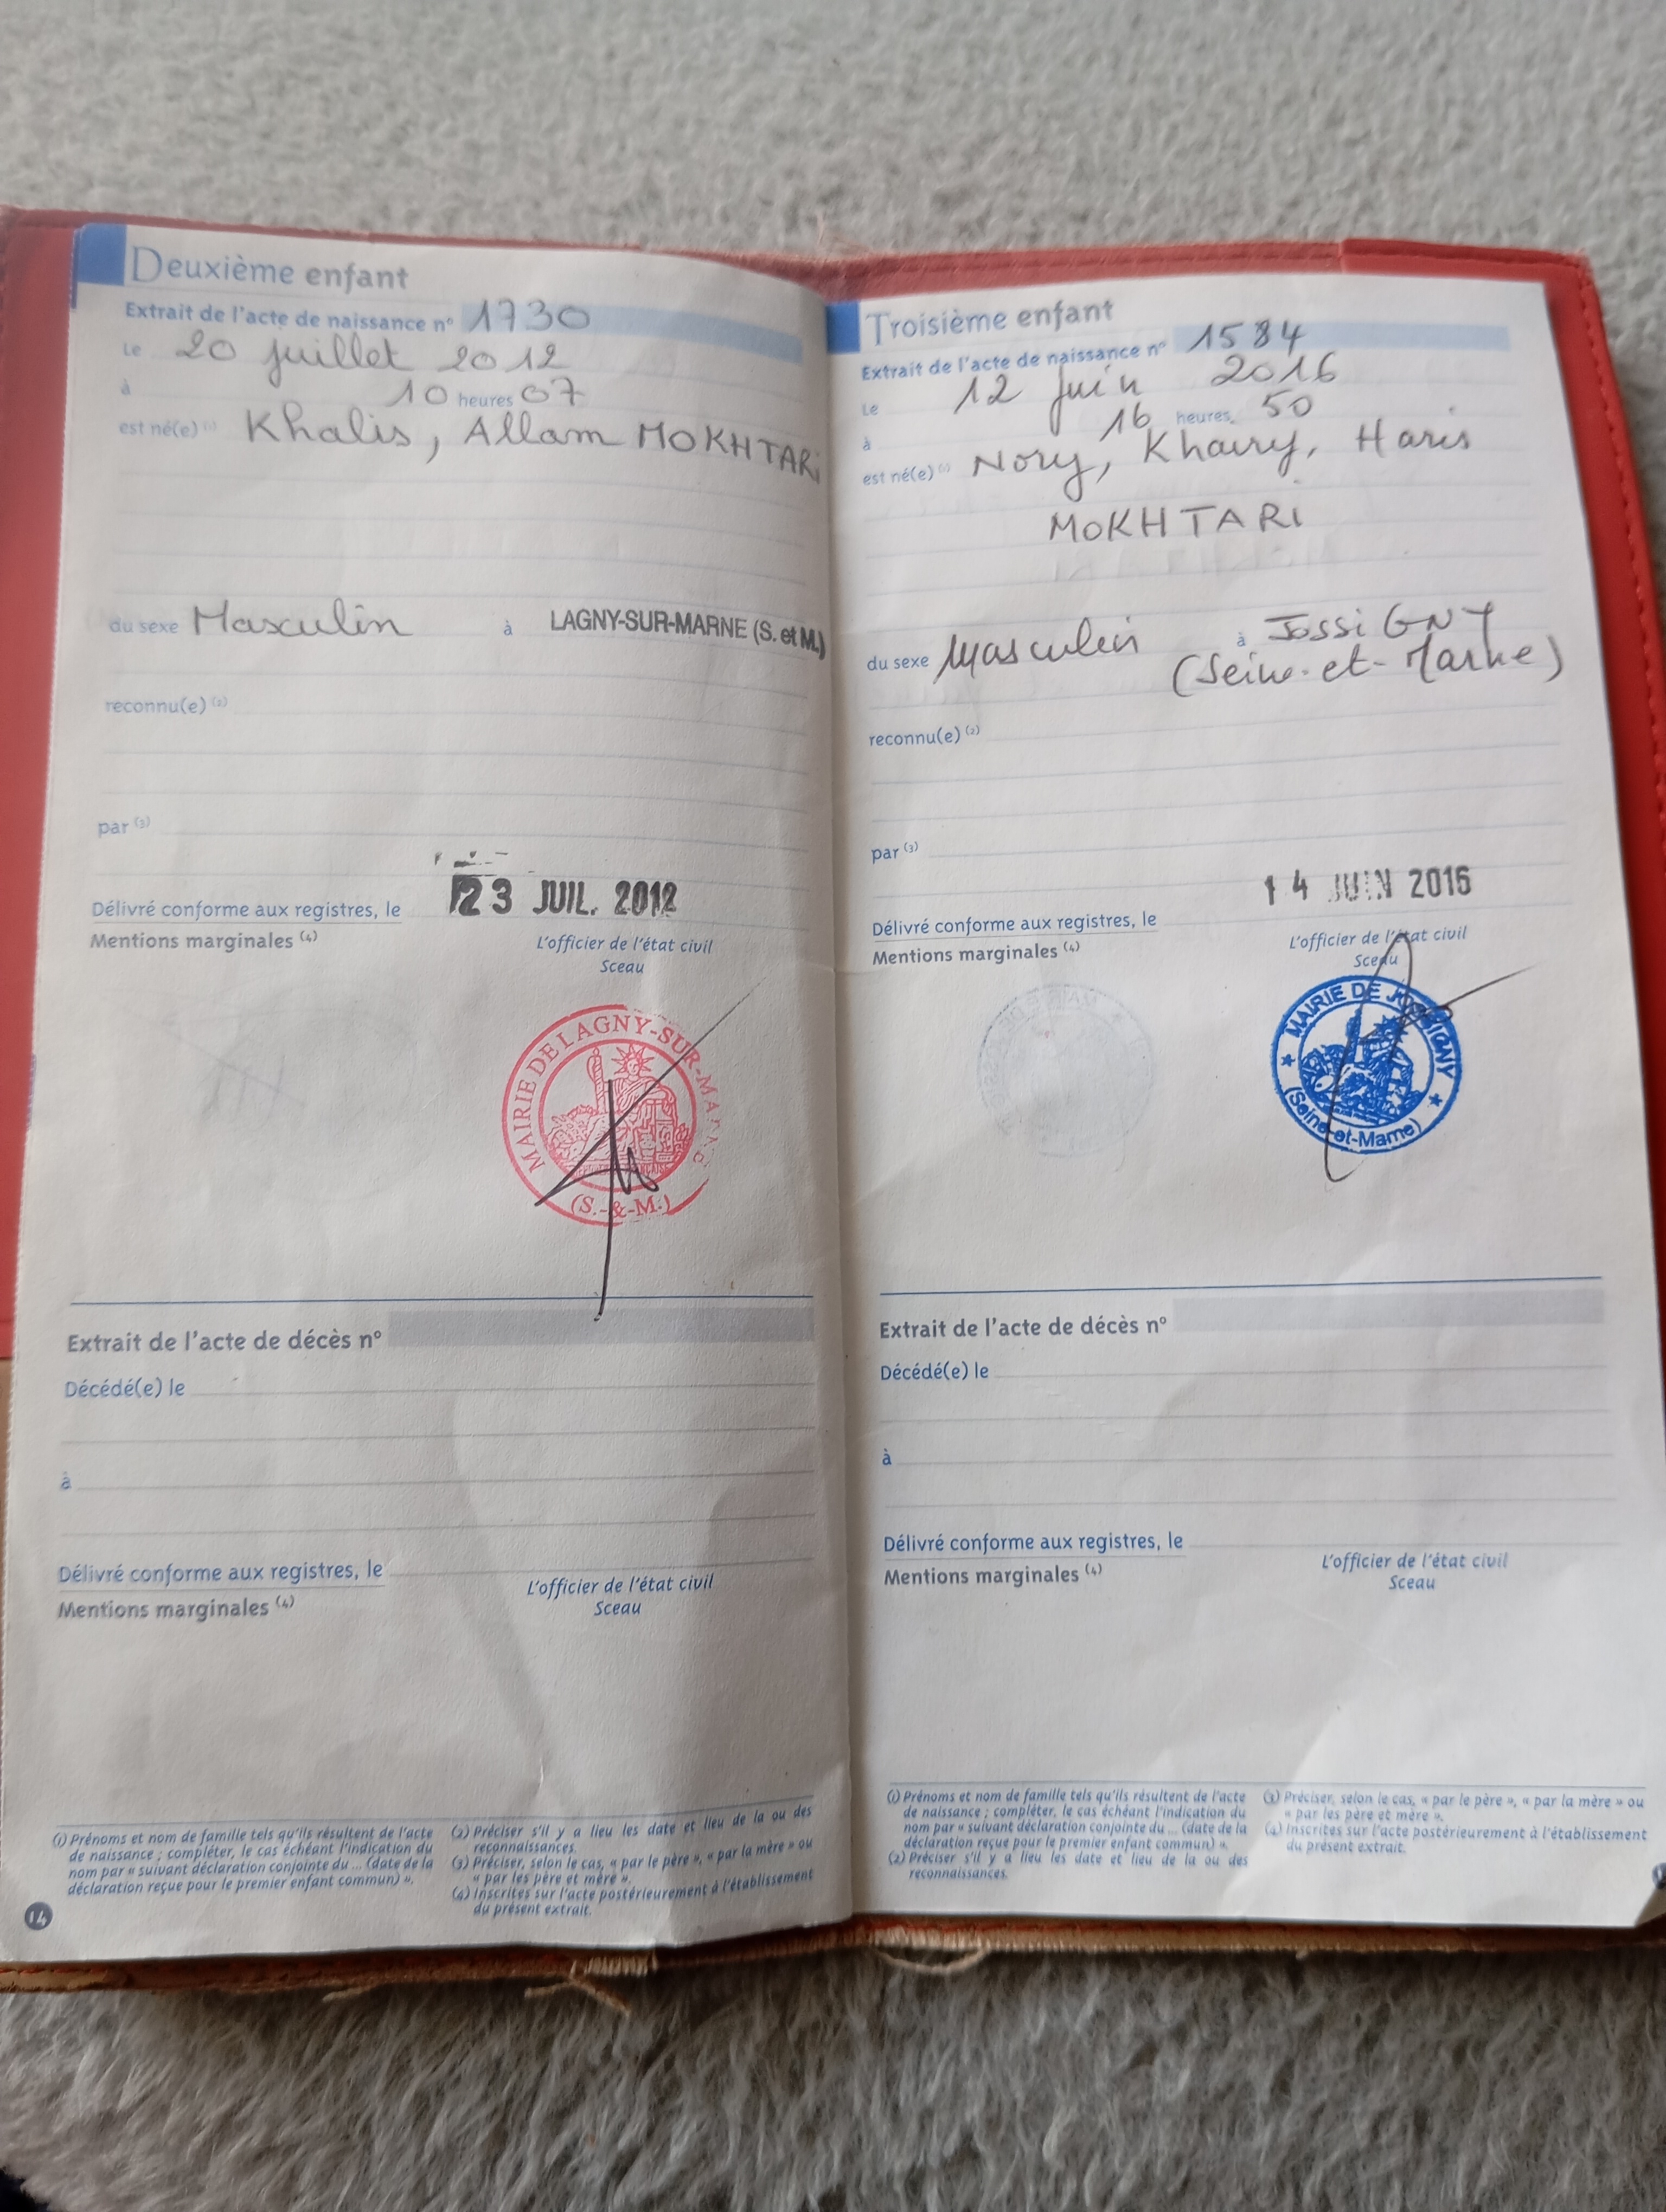 Deuxième enfant
Extrait de l'acte de naissance n° 1730
Le 20 juillet 2012
à 10 heures 07
est né(e) (1) Khalis, Allam MOKHTARI
du sexe Masculin à LAGNY-SUR-MARNE (S. et M.)
reconnu(e) (2)
par (3)
Délivré conforme aux registres, le 23 JUIL. 2012
Mentions marginales (4)
L'officier de l'état civil
Sceau
MAIRIE DE LAGNY-SUR-MARNE
(S.-&-M.)
Extrait de l'acte de décès n°
Décédé(e) le
à
Délivré conforme aux registres, le
Mentions marginales (4)
L'officier de l'état civil
Sceau
(1) Prénoms et nom de famille tels qu'ils résultent de l'acte
de naissance ; compléter, le cas échéant l'indication du
nom par « suivant déclaration conjointe du ... (date de la
déclaration reçue pour le premier enfant commun) ».
(2) Préciser s'il y a lieu les date et lieu de la ou des
reconnaissances.
(3) Préciser, selon le cas, « par le père », « par la mère » ou
« par les père et mère ».
(4) Inscrites sur l'acte postérieurement à l'établissement
du présent extrait.
14
Troisième enfant
Extrait de l'acte de naissance n° 1584
Le 12 juin 2016
à 16 heures 50
est né(e) (1) Nory, Khairy, Haris
MOKHTARI
du sexe Masculin à JOSSIGNY
(Seine-et-Marne)
reconnu(e) (2)
par (3)
Délivré conforme aux registres, le 14 JUIN 2016
Mentions marginales (4)
L'officier de l'état civil
Sceau
MAIRIE DE JOSSIGNY
(Seine-et-Marne)
Extrait de l'acte de décès n°
Décédé(e) le
à
Délivré conforme aux registres, le
Mentions marginales (4)
L'officier de l'état civil
Sceau
(1) Prénoms et nom de famille tels qu'ils résultent de l'acte
de naissance ; compléter, le cas échéant l'indication du
nom par « suivant déclaration conjointe du ... (date de la
déclaration reçue pour le premier enfant commun) ».
(2) Préciser s'il y a lieu les date et lieu de la ou des
reconnaissances.
(3) Préciser, selon le cas, « par le père », « par la mère » ou
« par les père et mère ».
(4) Inscrites sur l'acte postérieurement à l'établissement
du présent extrait.